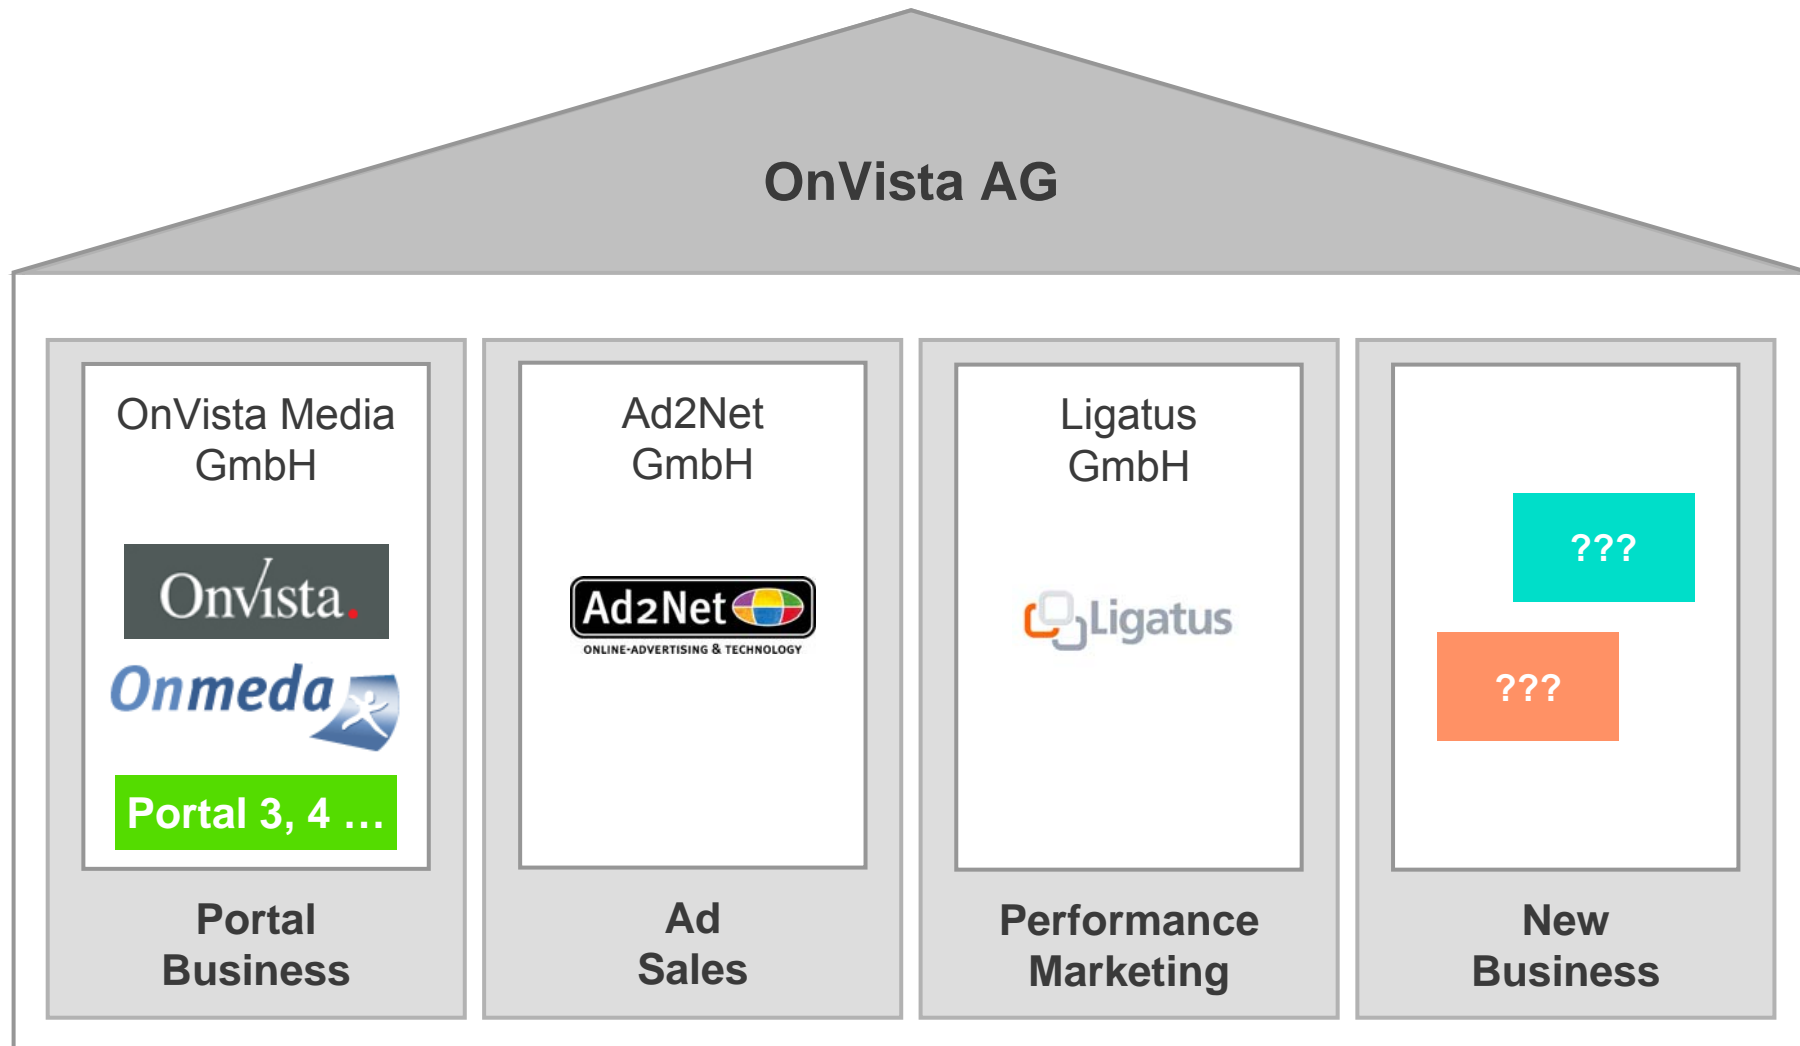 OnVista AG
OnVista Media
GmbH
Onvista.
Onmeda
Portal 3, 4 ...
Portal
Business
Ad2Net
GmbH
Ad2Net
ONLINE-ADVERTISING & TECHNOLOGY
Ad
Sales
Ligatus
GmbH
Ligatus
Performance
Marketing
???
???
New
Business